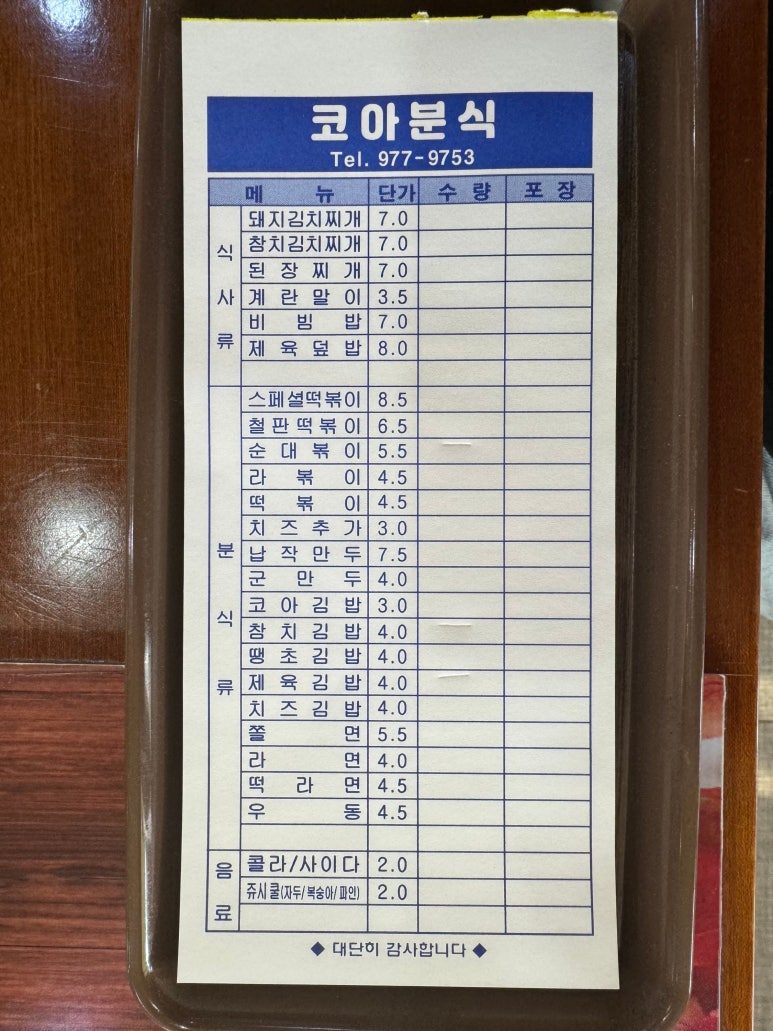 코아분식
Tel. 977-9753
메 뉴 단가 수 량 포 장
식사류
돼지김치찌개 7.0
참치김치찌개 7.0
된장찌개 7.0
계란말이 3.5
비빔밥 7.0
제육덮밥 8.0
분식류
스페셜떡볶이 8.5
철판떡볶이 6.5
순대볶이 5.5
라볶이 4.5
떡볶이 4.5
치즈추가 3.0
납작만두 7.5
군만두 4.0
코아김밥 3.0
참치김밥 4.0
땡초김밥 4.0
제육김밥 4.0
치즈김밥 4.0
쫄면 5.5
라면 4.0
떡라면 4.5
우동 4.5
음료
콜라/사이다 2.0
쥬시쿨(자두/복숭아/파인) 2.0
◆ 대단히 감사합니다 ◆